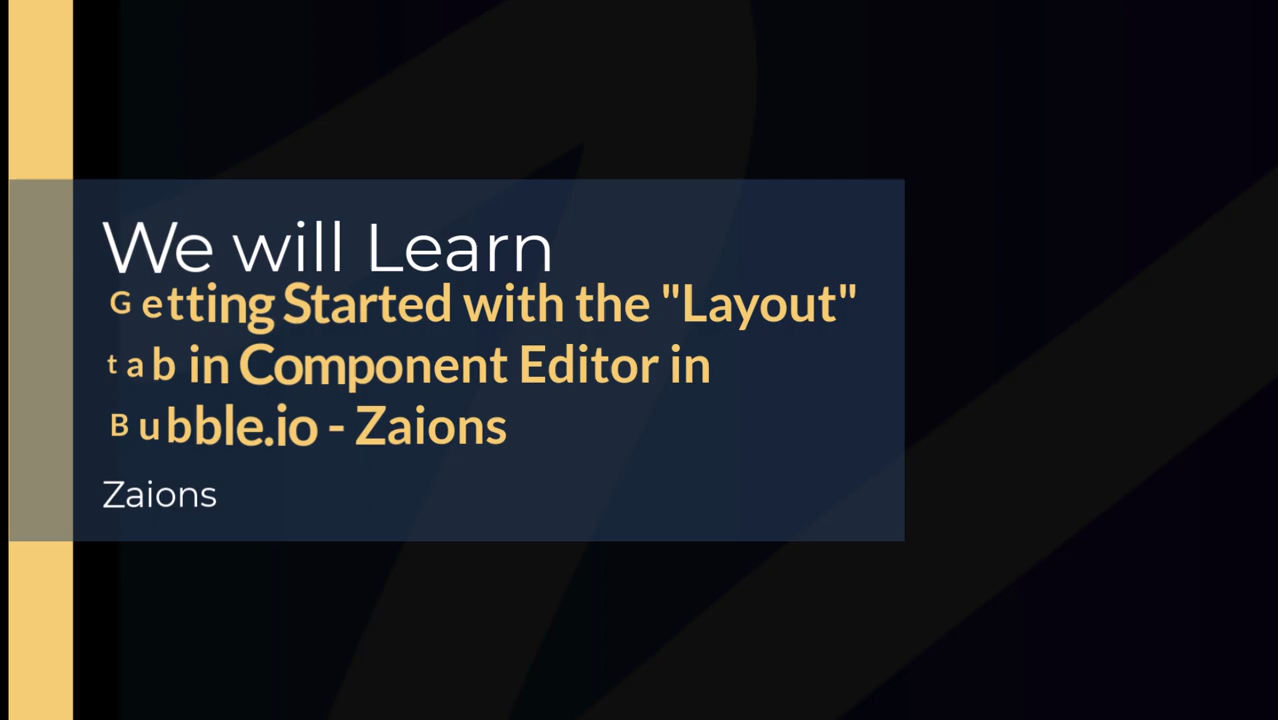 We will Learn
Getting Started with the "Layout"
tab in Component Editor in
Bubble.io - Zaions
Zaions